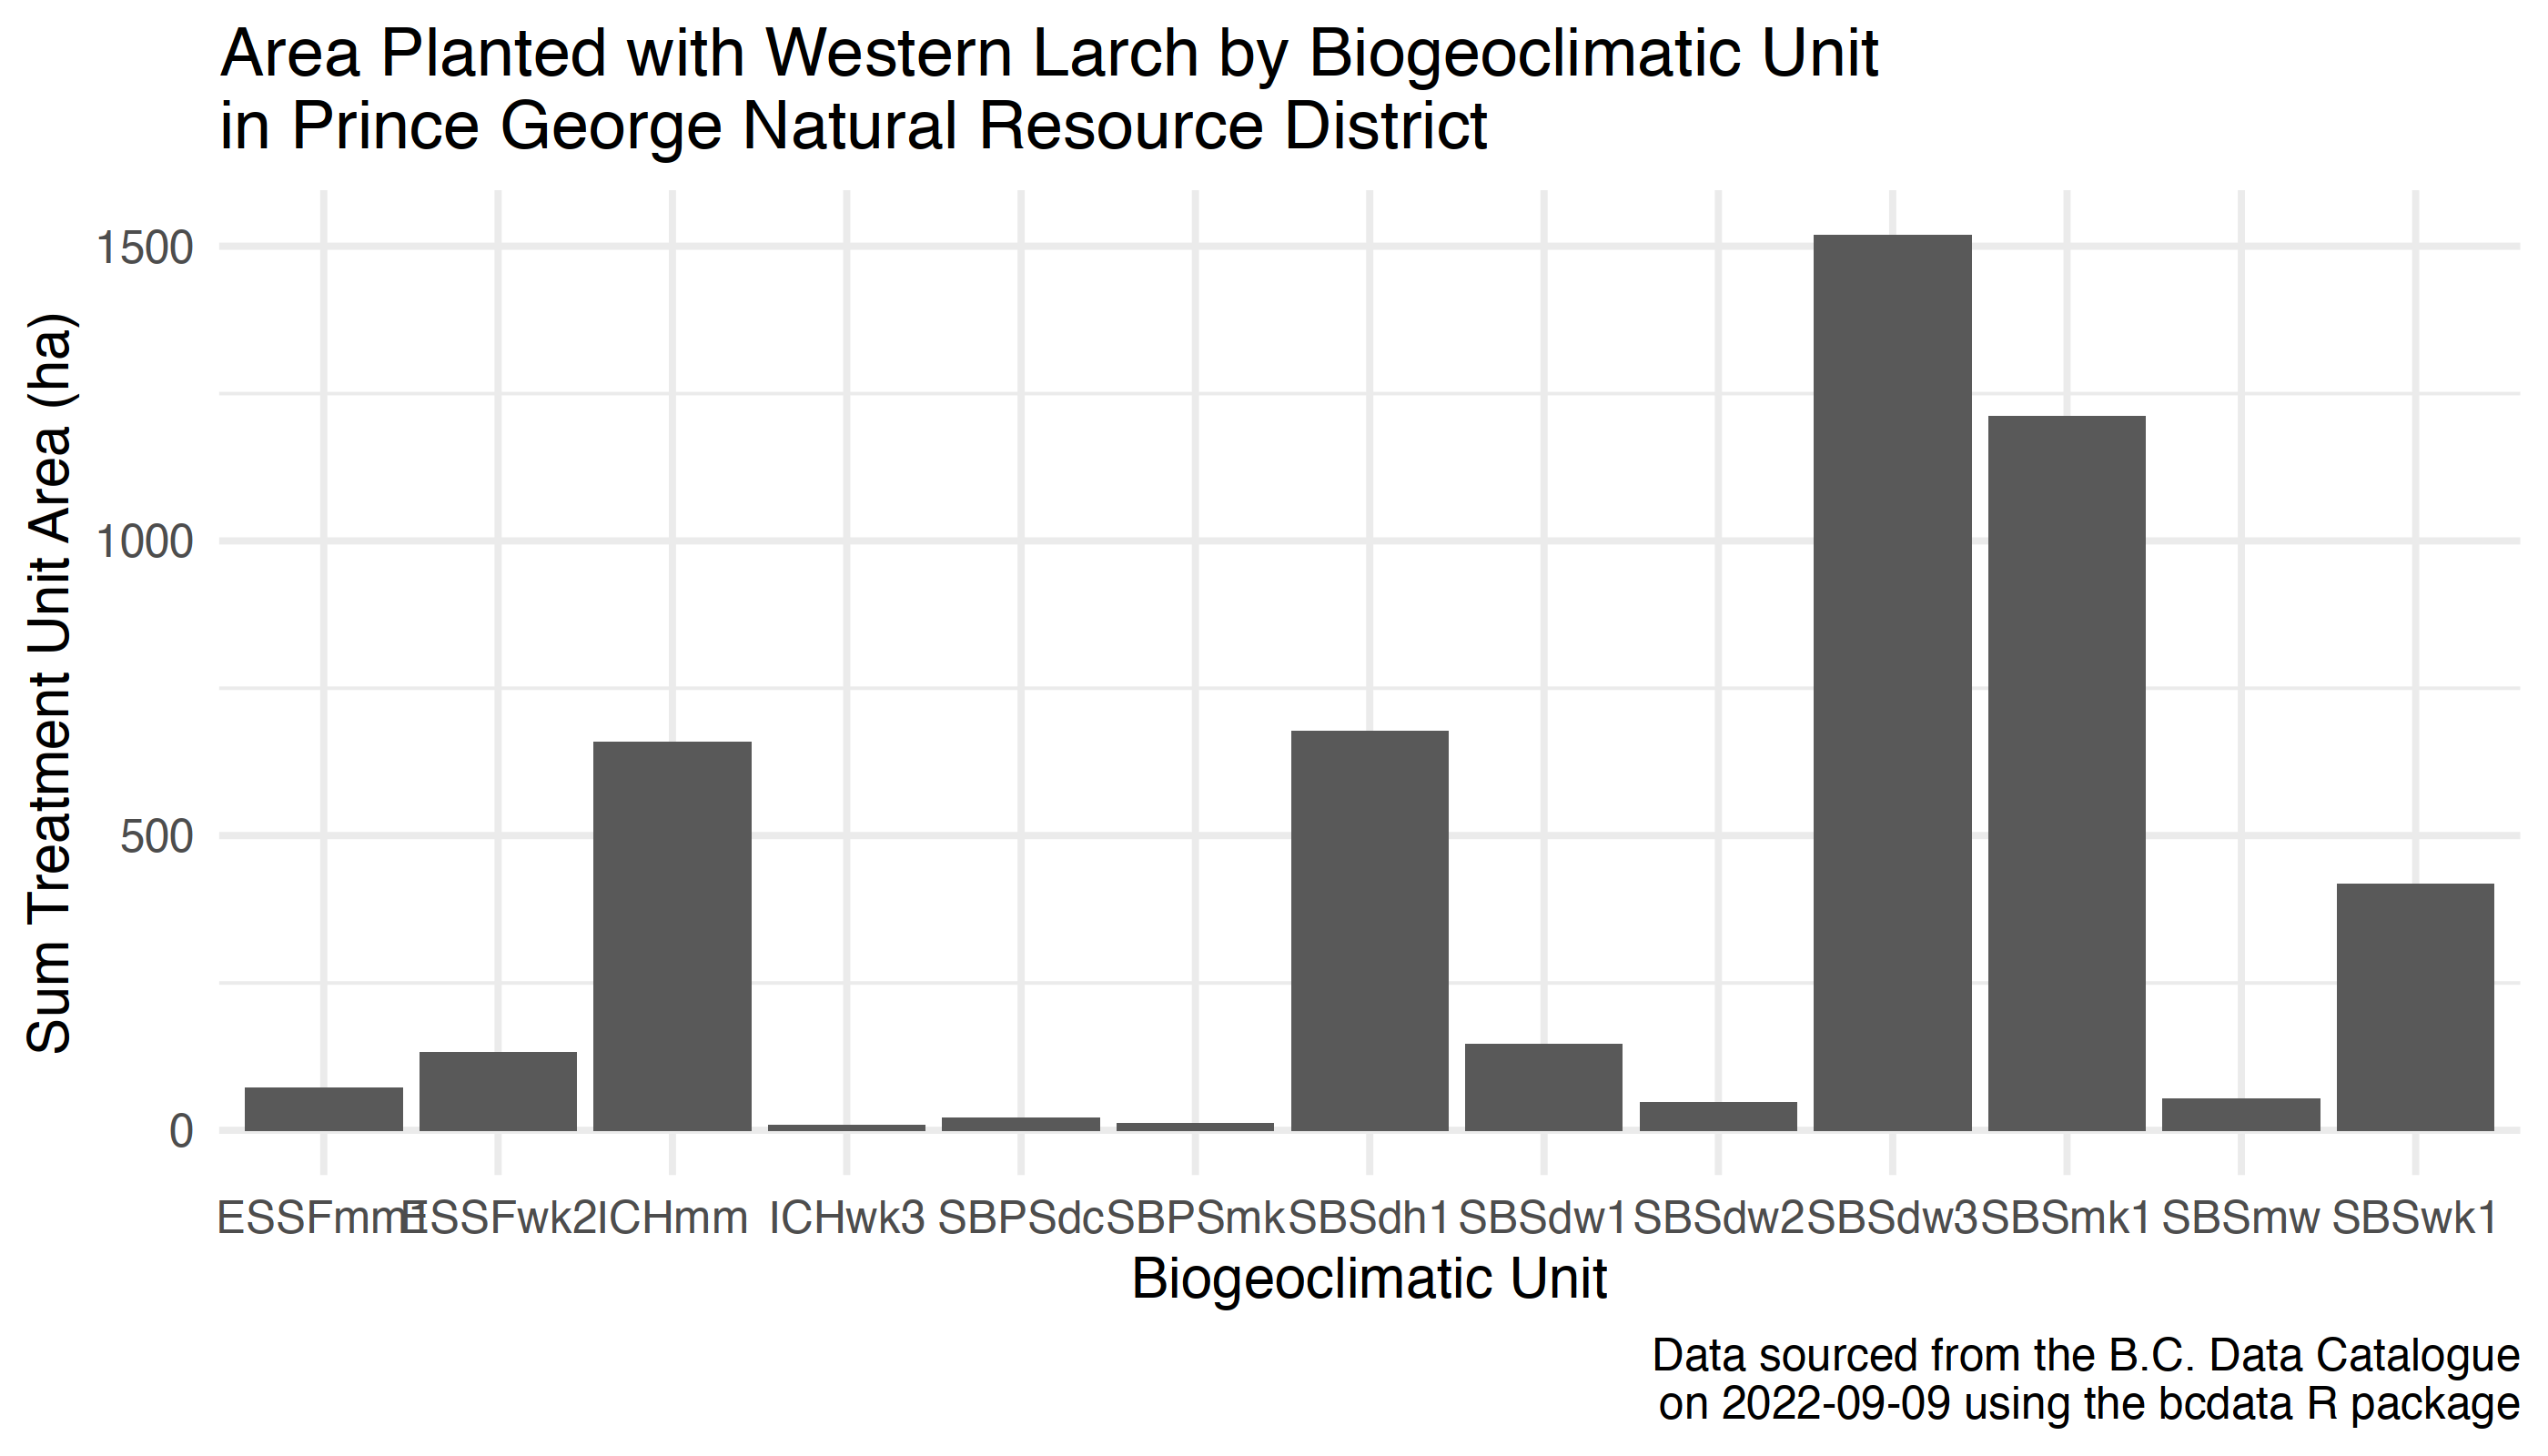 Area Planted with Western Larch by Biogeoclimatic Unit
in Prince George Natural Resource District
Sum Treatment Unit Area (ha)
1500
1000
500
0
ESSFmm1 ESSFwk2 ICHmm ICHwk3 SBPSdc SBPSmk SBSdh1 SBSdw1 SBSdw2 SBSdw3 SBSmk1 SBSmw SBSwk1
Biogeoclimatic Unit
Data sourced from the B.C. Data Catalogue
on 2022-09-09 using the bcdata R package